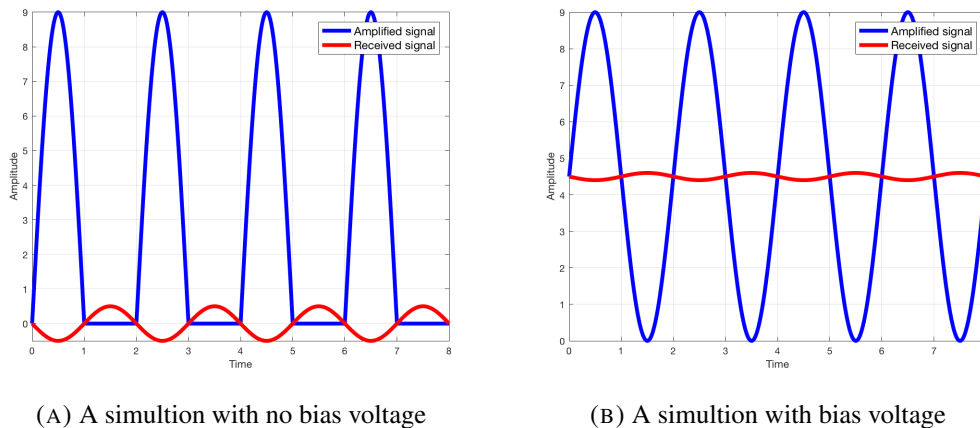 9
8
7
6
5
4
3
2
1
0
Amplitude
0 1 2 3 4 5 6 7 8
Time
Amplified signal
Received signal
9
8
7
6
5
4
3
2
1
0
Amplitude
0 1 2 3 4 5 6 7
Time
Amplified signal
Received signal
(A) A simultion with no bias voltage
(B) A simultion with bias voltage